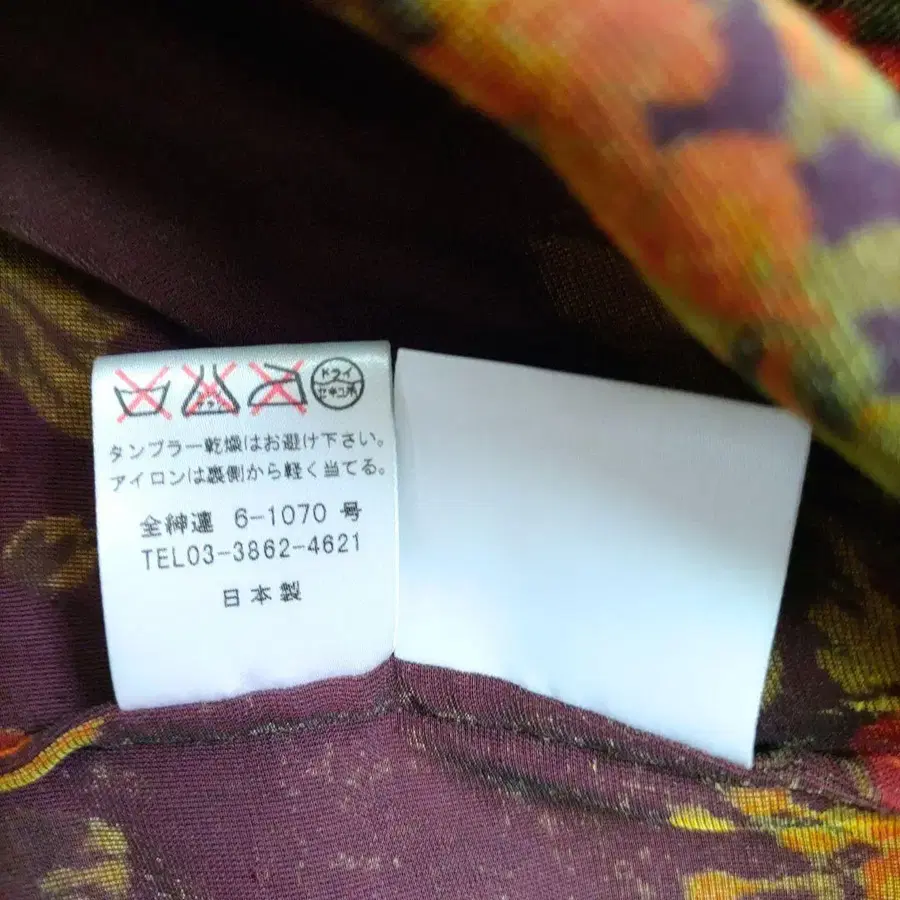 ドライ
セキユ系
タンブラー乾燥はお避け下さい。
アイロンは裏側から軽く当てる。
全紳連 6-1070 号
TEL03-3862-4621
日本製